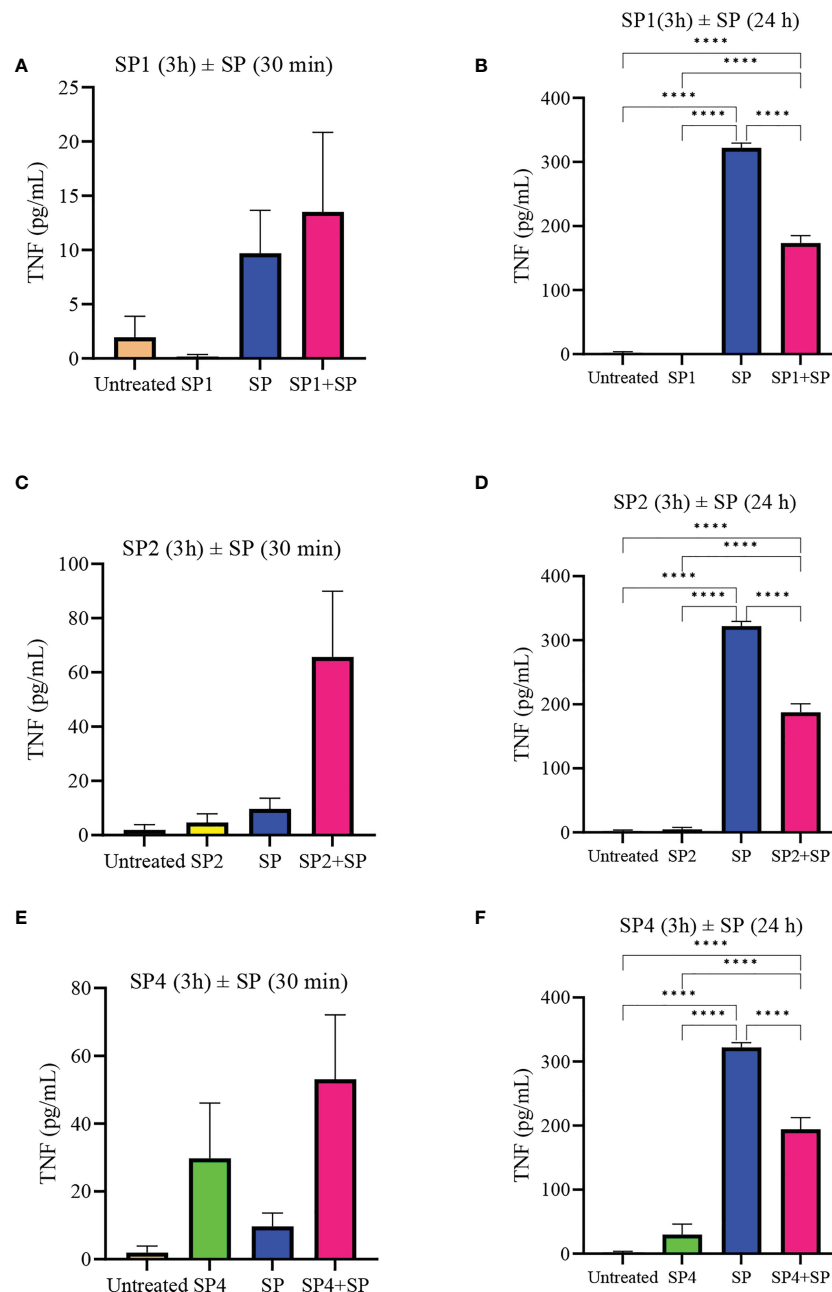 A
SP1 (3h) ± SP (30 min)
25
20
15
10
5
0
TNF (pg/mL)
Untreated SP1 SP SP1+SP
B
SP1(3h) ± SP (24 h)
****
****
****
**** ****
400
300
200
100
0
TNF (pg/mL)
Untreated SP1 SP SP1+SP
C
SP2 (3h) ± SP (30 min)
100
80
60
40
20
0
TNF (pg/mL)
Untreated SP2 SP SP2+SP
D
SP2 (3h) ± SP (24 h)
****
****
****
**** ****
400
300
200
100
0
TNF (pg/mL)
Untreated SP2 SP SP2+SP
E
SP4 (3h) ± SP (30 min)
80
60
40
20
0
TNF (pg/mL)
Untreated SP4 SP SP4+SP
F
SP4 (3h) ± SP (24 h)
****
****
****
**** ****
400
300
200
100
0
TNF (pg/mL)
Untreated SP4 SP SP4+SP